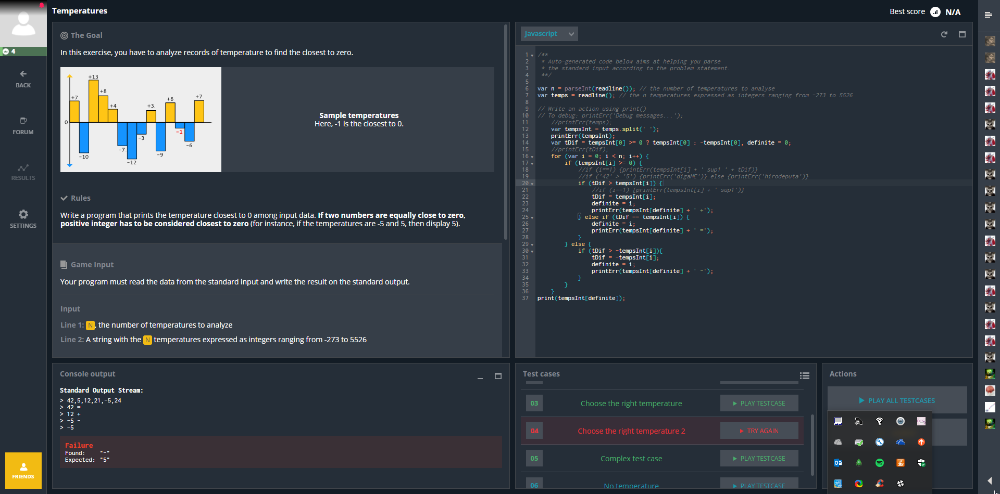 Temperatures
Best score N/A
4
BACK
FORUM
RESULTS
SETTINGS
FRIENDS
The Goal
In this exercise, you have to analyze records of temperature to find the closest to zero.
+7
+13
+8
+4
+3
+6
+7
0
-10
-7
-12
-3
-9
-1
-6
Sample temperatures
Here, -1 is the closest to 0.
Rules
Write a program that prints the temperature closest to 0 among input data. If two numbers are equally close to zero,
positive integer has to be considered closest to zero (for instance, if the temperatures are -5 and 5, then display 5).
Game Input
Your program must read the data from the standard input and write the result on the standard output.
Input
Line 1: N, the number of temperatures to analyze
Line 2: A string with the N temperatures expressed as integers ranging from -273 to 5526
Javascript
1 /**
2 * Auto-generated code below aims at helping you parse
3 * the standard input according to the problem statement.
4 **/
5
6 var n = parseInt(readline()); // the number of temperatures to analyse
7 var temps = readline(); // the n temperatures expressed as integers ranging from -273 to 5526
8
9 // Write an action using print()
10 // To debug: printErr('Debug messages...');
11 //printErr(temps);
12 var tempsInt = temps.split(' ');
13 printErr(tempsInt);
14 var tDif = tempsInt[0] >= 0 ? tempsInt[0] : -tempsInt[0], definite = 0;
15 //printErr(tDif);
16 for (var i = 0; i < n; i++) {
17 if (tempsInt[i] >= 0) {
18 //if (i==1) {printErr(tempsInt[i] + ' sup1 ' + tDif)}
19 //if ('42' > '5') {printErr('digaME')} else {printErr('hirodeputa')}
20 if (tDif > tempsInt[i]) {
21 //if (i==1) {printErr(tempsInt[i] + ' sup1')}
22 tDif = tempsInt[i];
23 definite = i;
24 printErr(tempsInt[definite] + ' +');
25 } else if (tDif == tempsInt[i]) {
26 definite = i;
27 printErr(tempsInt[definite] + ' =');
28 }
29 } else {
30 if (tDif > -tempsInt[i]){
31 tDif = -tempsInt[i];
32 definite = i;
33 printErr(tempsInt[definite] + ' -');
34 }
35 }
36 }
37 print(tempsInt[definite]);
Console output
Standard Output Stream:
> 42,5,12,21,-5,24
> 42 =
> 12 +
> -5 -
> -5
Failure
Found: "-"
Expected: "5"
Test cases
03 Choose the right temperature PLAY TESTCASE
04 Choose the right temperature 2 TRY AGAIN
05 Complex test case PLAY TESTCASE
06 No temperature PLAY TESTCASE
Actions
PLAY ALL TESTCASES